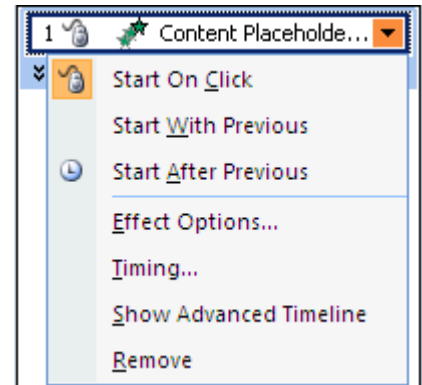 1 Content Placeholde...
Start On Click
Start With Previous
Start After Previous
Effect Options...
Timing...
Show Advanced Timeline
Remove